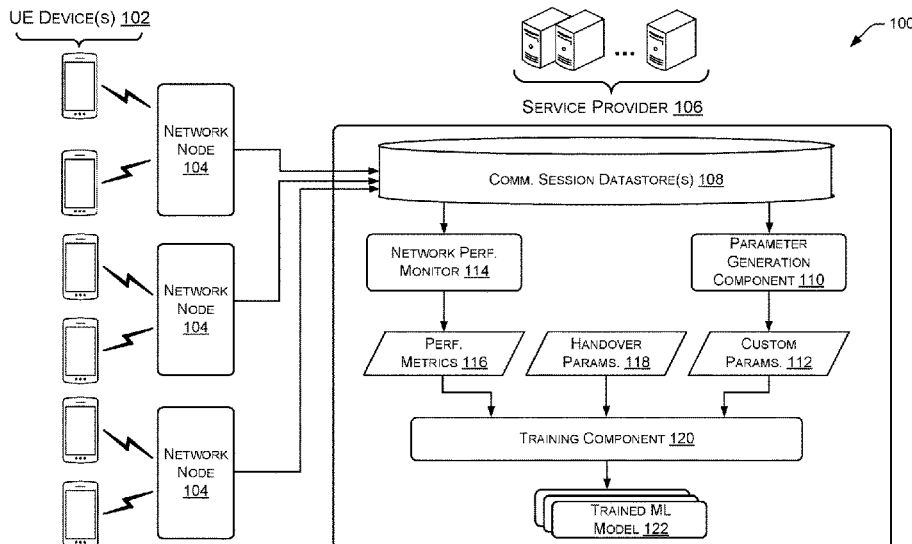 UE DEVICE(S) 102
100
SERVICE PROVIDER 106
NETWORK
NODE
104
COMM. SESSION DATASTORE(S) 108
NETWORK PERF.
MONITOR 114
PARAMETER
GENERATION
COMPONENT 110
NETWORK
NODE
104
PERF.
METRICS 116
HANDOVER
PARAMS. 118
CUSTOM
PARAMS. 112
TRAINING COMPONENT 120
NETWORK
NODE
104
TRAINED ML
MODEL 122